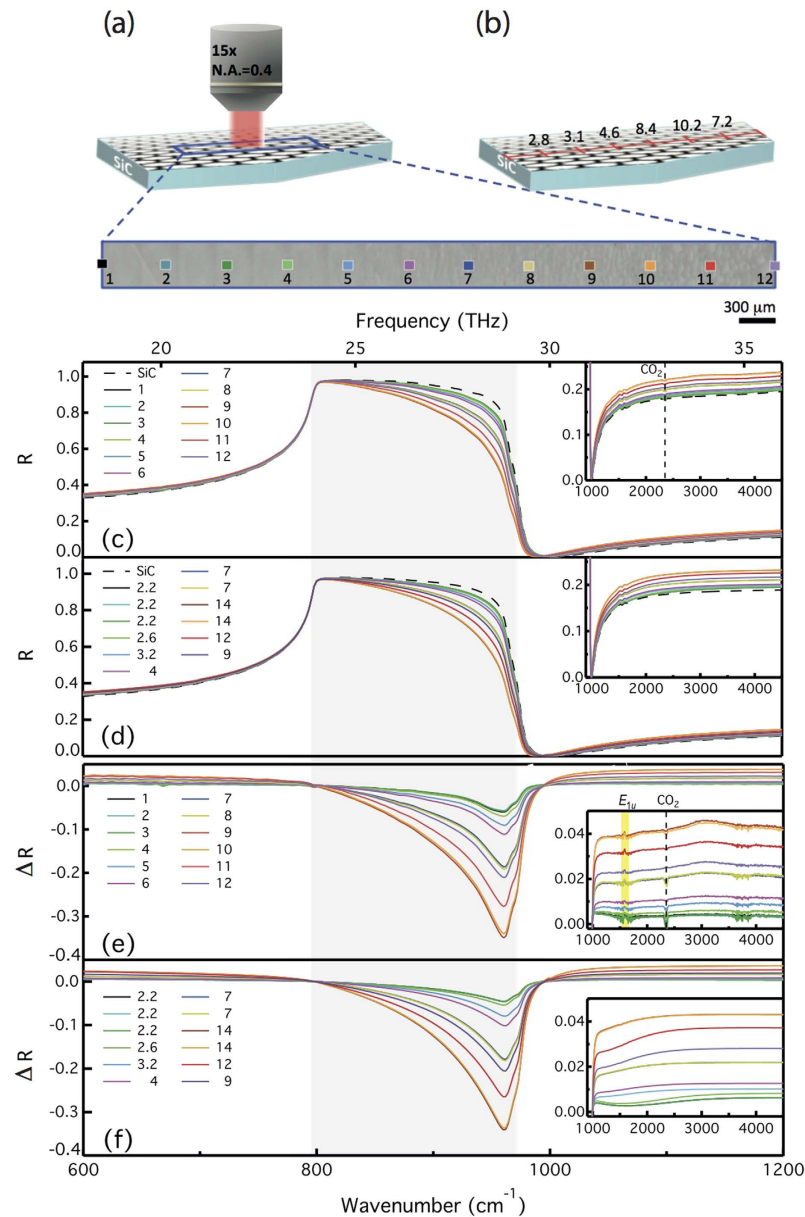 (a)
(b)
15x
N.A.=0.4
SiC
2.8 3.1 4.6 8.4 10.2 7.2
SiC
1 2 3 4 5 6 7 8 9 10 11 12
300 μm
Frequency (THz)
20 25 30 35
R
1.0
0.8
0.6
0.4
0.2
0.0
SiC 7
1 8
2 9
3 10
4 11
5 12
6
(c)
CO2
0.2
0.1
0.0
1000 2000 3000 4000
R
1.0
0.8
0.6
0.4
0.2
0.0
SiC 7
2.2 7
2.2 14
2.2 14
2.6 12
3.2 9
4
(d)
0.2
0.1
0.0
1000 2000 3000 4000
Δ R
0.0
-0.1
-0.2
-0.3
-0.4
1 7
2 8
3 9
4 10
5 11
6 12
(e)
E1u CO2
0.04
0.02
0.00
1000 2000 3000 4000
Δ R
0.0
-0.1
-0.2
-0.3
-0.4
2.2 7
2.2 7
2.2 14
2.6 14
3.2 12
4 9
(f)
0.04
0.02
0.00
1000 2000 3000 4000
600 800 1000 1200
Wavenumber (cm-1)